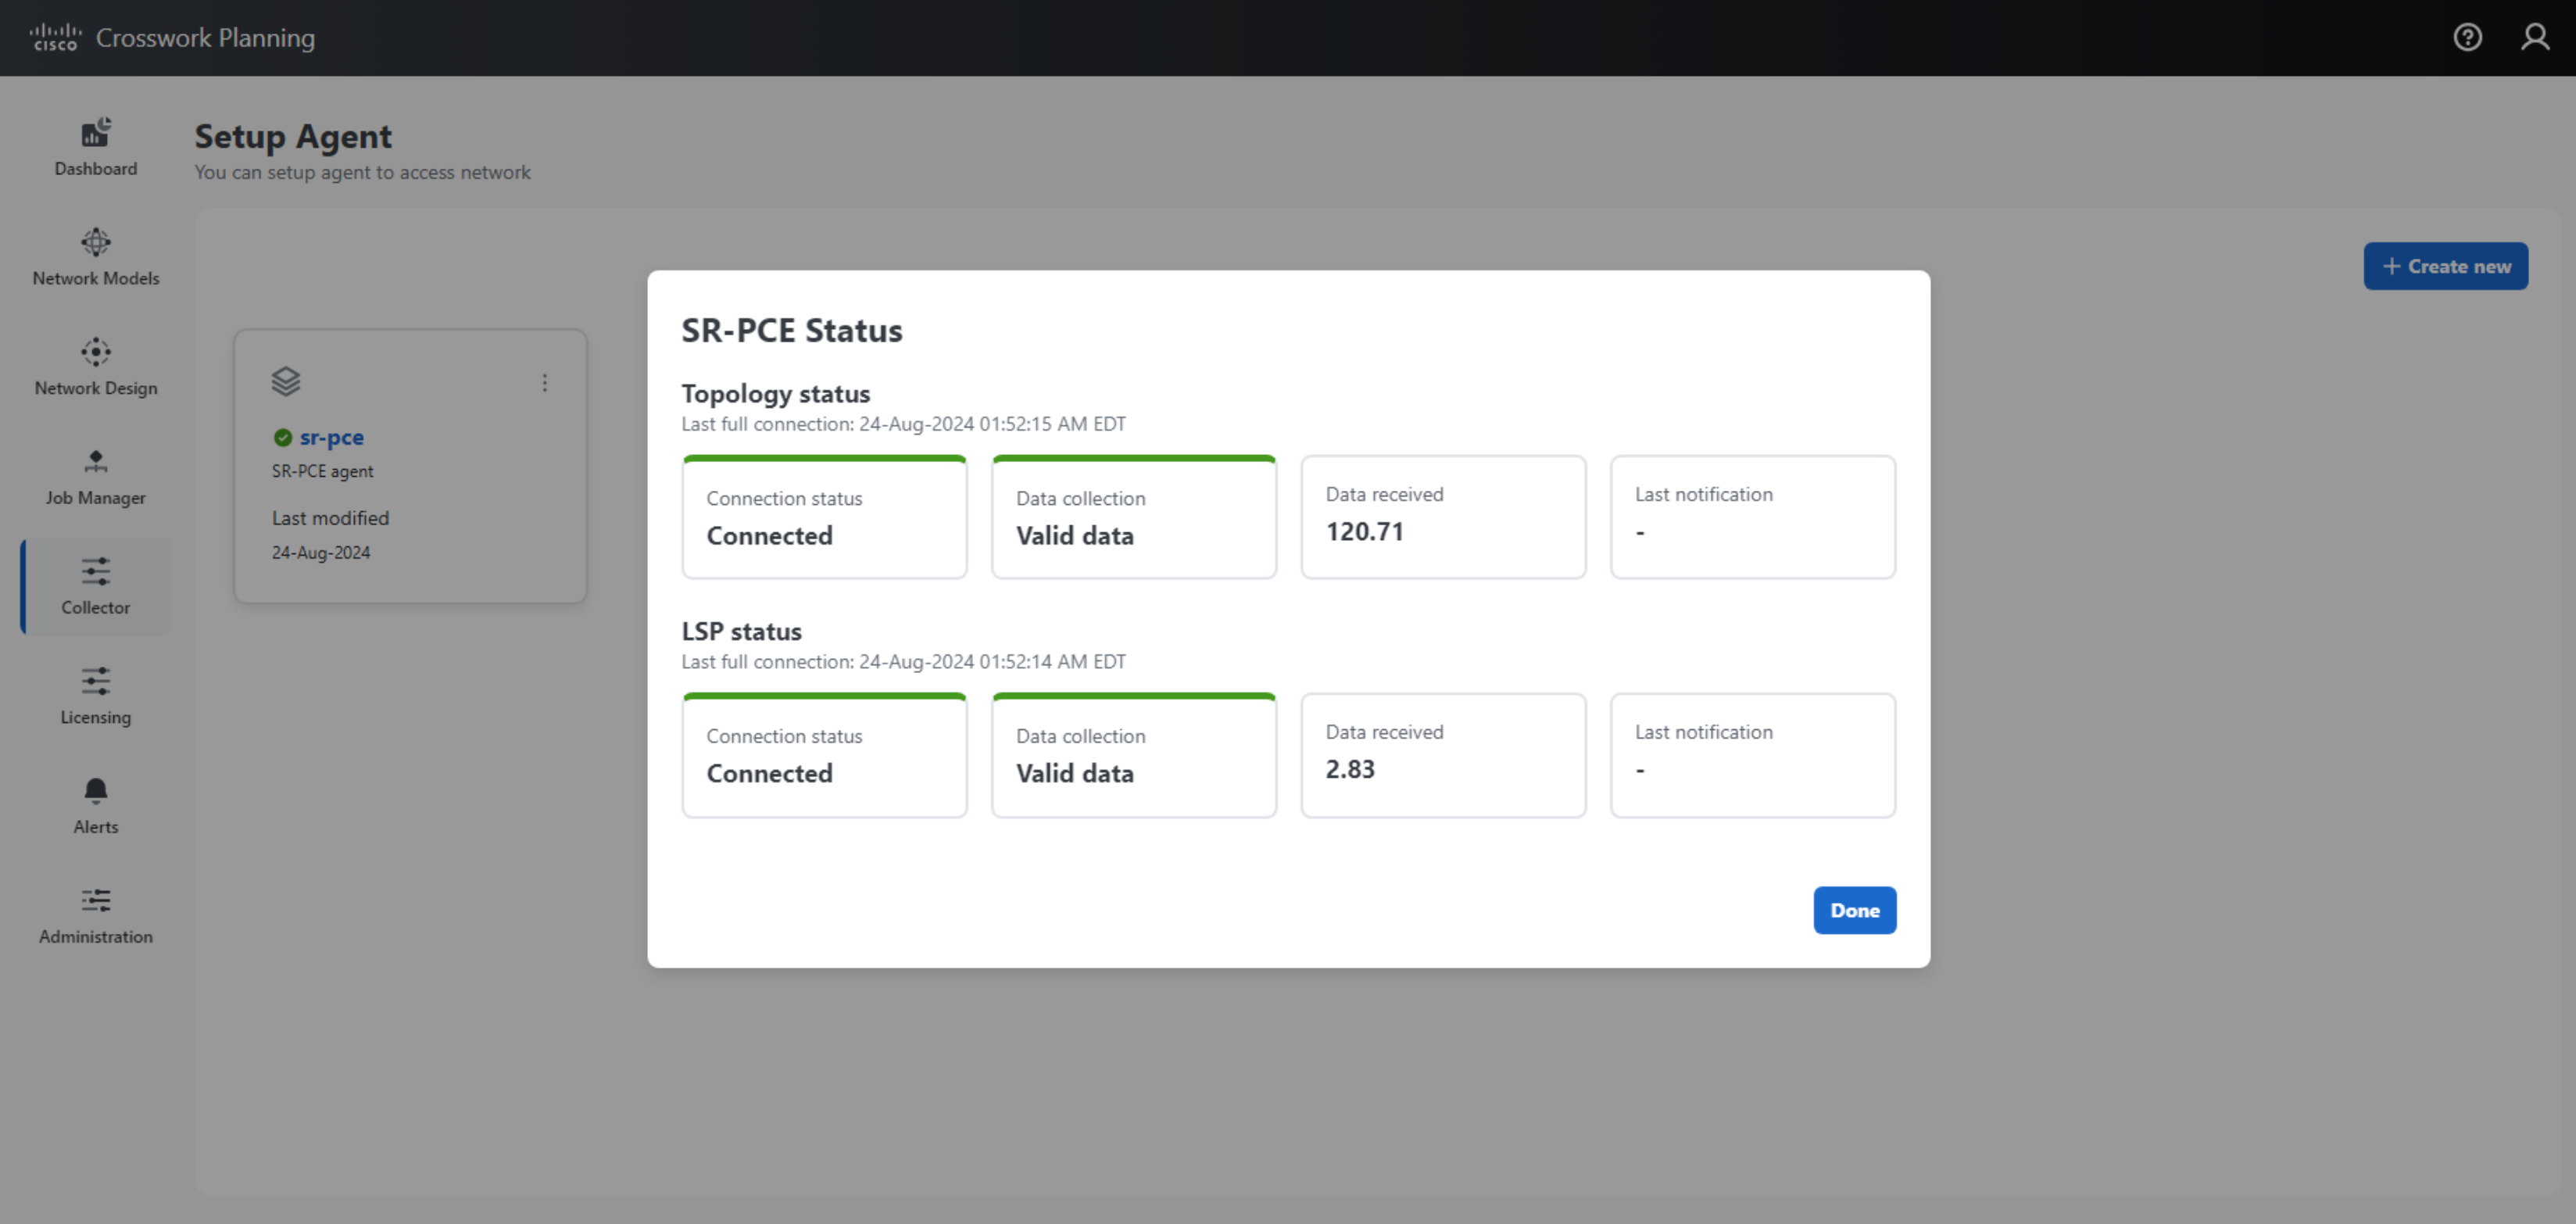 cisco Crosswork Planning
Dashboard
Network Models
Network Design
Job Manager
Collector
Licensing
Alerts
Administration
Setup Agent
You can setup agent to access network
+ Create new
sr-pce
SR-PCE agent
Last modified
24-Aug-2024
SR-PCE Status
Topology status
Last full connection: 24-Aug-2024 01:52:15 AM EDT
Connection status
Connected
Data collection
Valid data
Data received
120.71
Last notification
-
LSP status
Last full connection: 24-Aug-2024 01:52:14 AM EDT
Connection status
Connected
Data collection
Valid data
Data received
2.83
Last notification
-
Done